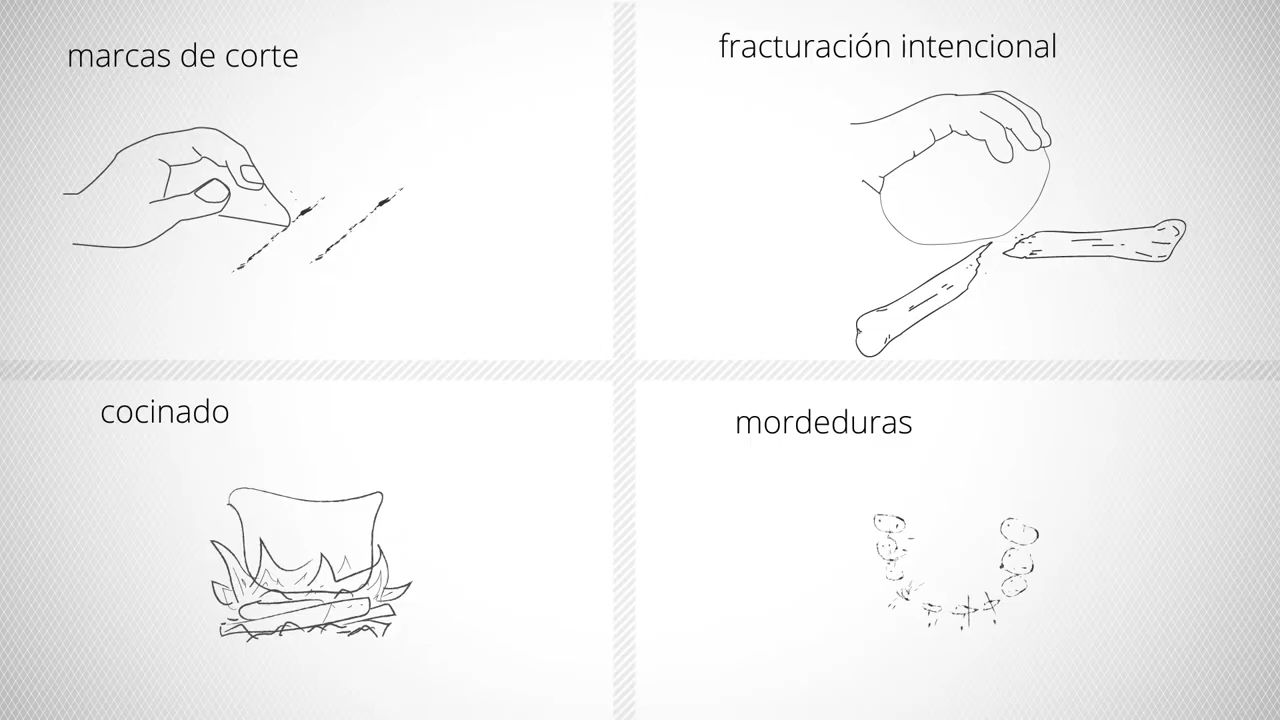 marcas de corte
fracturación intencional
cocinado
mordeduras